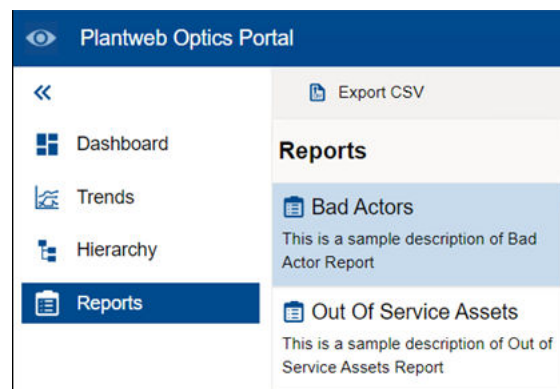 Plantweb Optics Portal
Dashboard
Trends
Hierarchy
Reports
Export CSV
Reports
Bad Actors
This is a sample description of Bad
Actor Report
Out Of Service Assets
This is a sample description of Out of
Service Assets Report